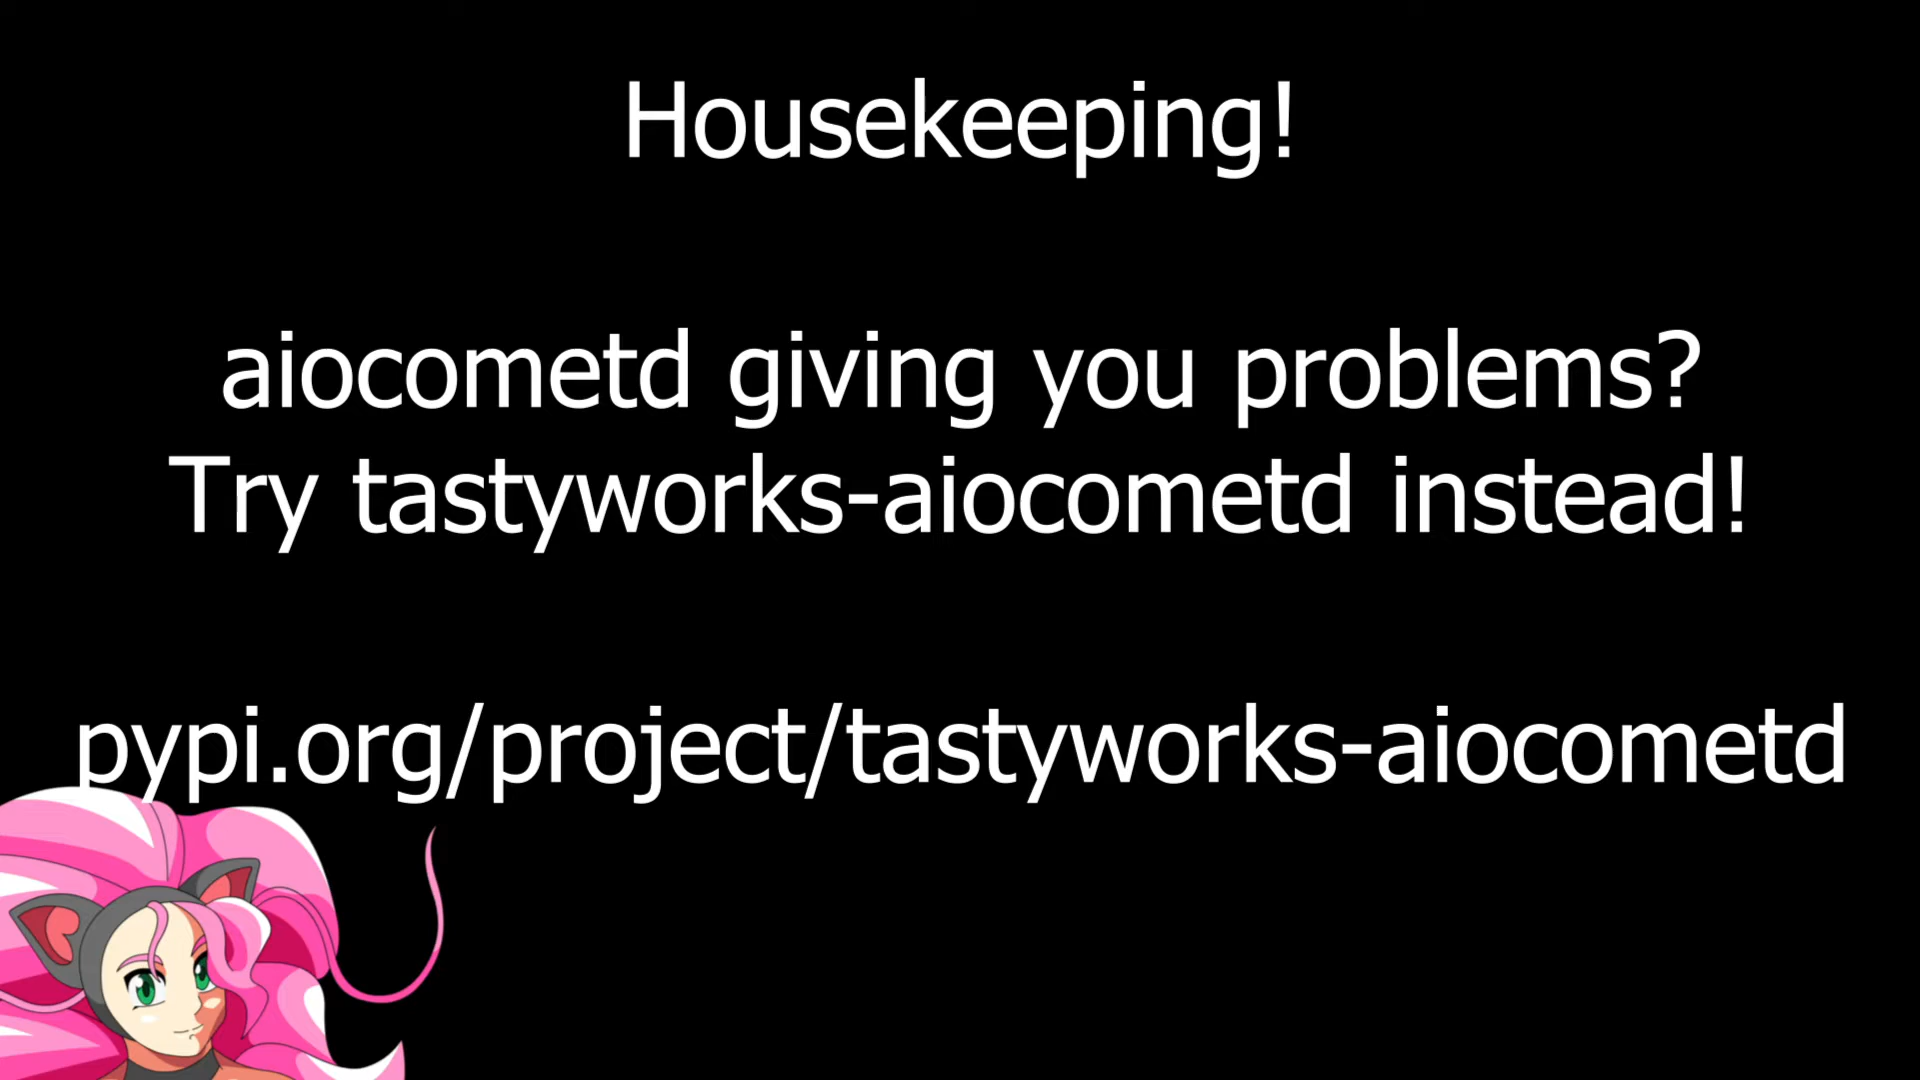 Housekeeping!
aiocometd giving you problems?
Try tastyworks-aiocometd instead!
pypi.org/project/tastyworks-aiocometd